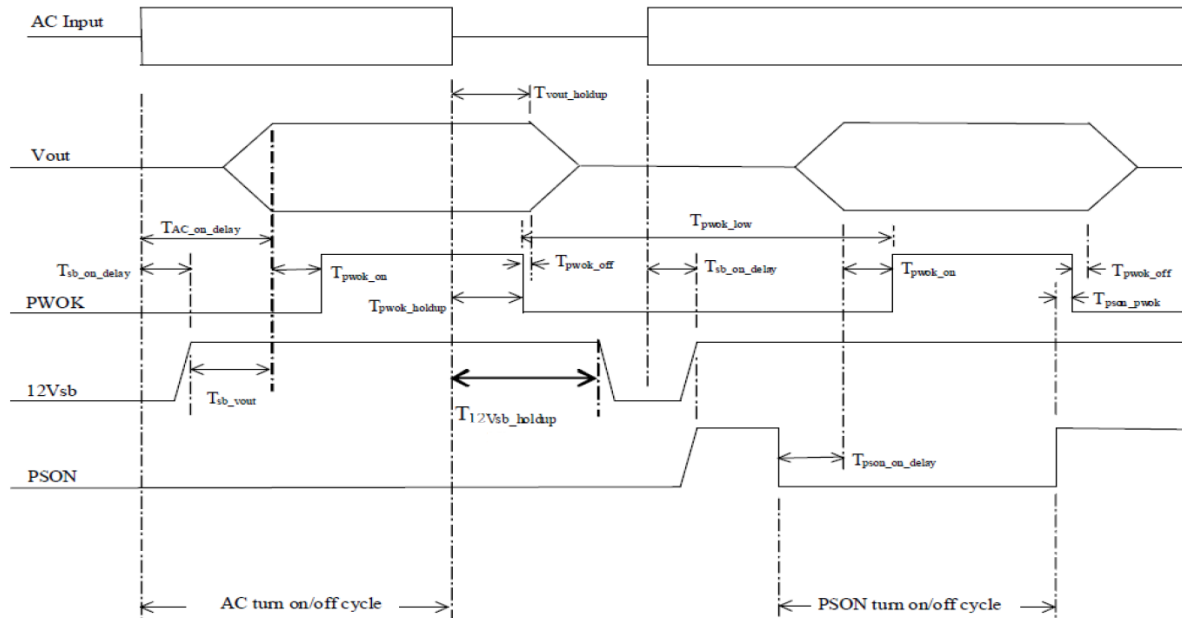 AC Input
Tvout_holdup
Vout
TAC_on_delay
Tpwok_low
Tsb_on_delay
Tpwok_on
Tpwok_off
Tsb_on_delay
Tpwok_on
Tpwok_off
PWOK
Tpwok_holdup
Tpson_pwok
12Vsb
Tsb_vout
T12Vsb_holdup
Tpson_on_delay
PSON
AC turn on/off cycle
PSON turn on/off cycle